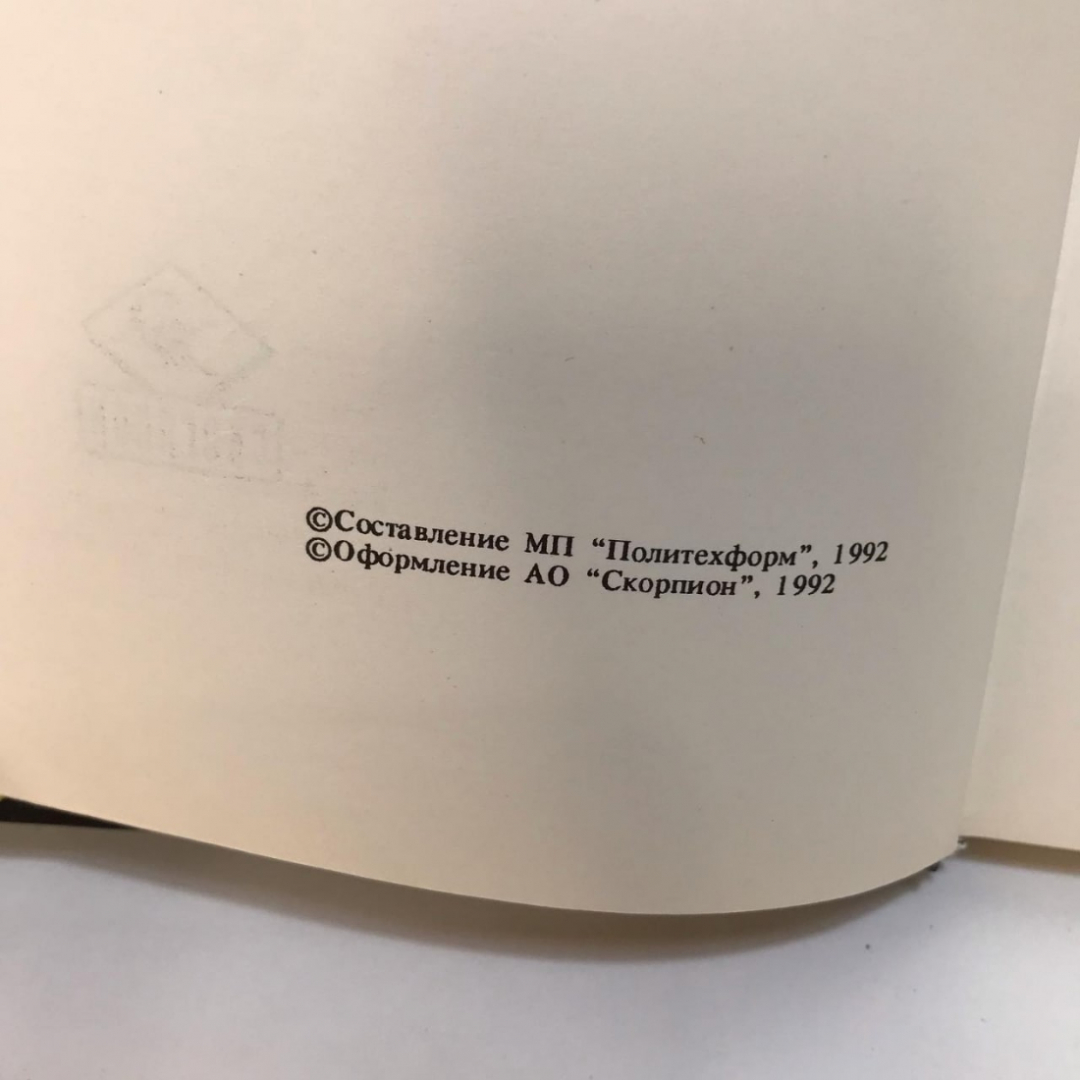 ©Составление МП “Политехформ”, 1992
©Оформление АО “Скорпион”, 1992